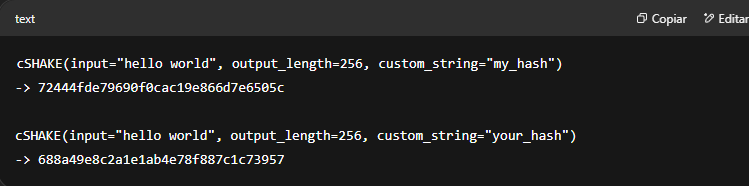 text Copiar Editar
cSHAKE(input="hello world", output_length=256, custom_string="my_hash")
-> 72444fde79690f0cac19e866d7e6505c
cSHAKE(input="hello world", output_length=256, custom_string="your_hash")
-> 688a49e8c2a1e1ab4e78f887c1c73957